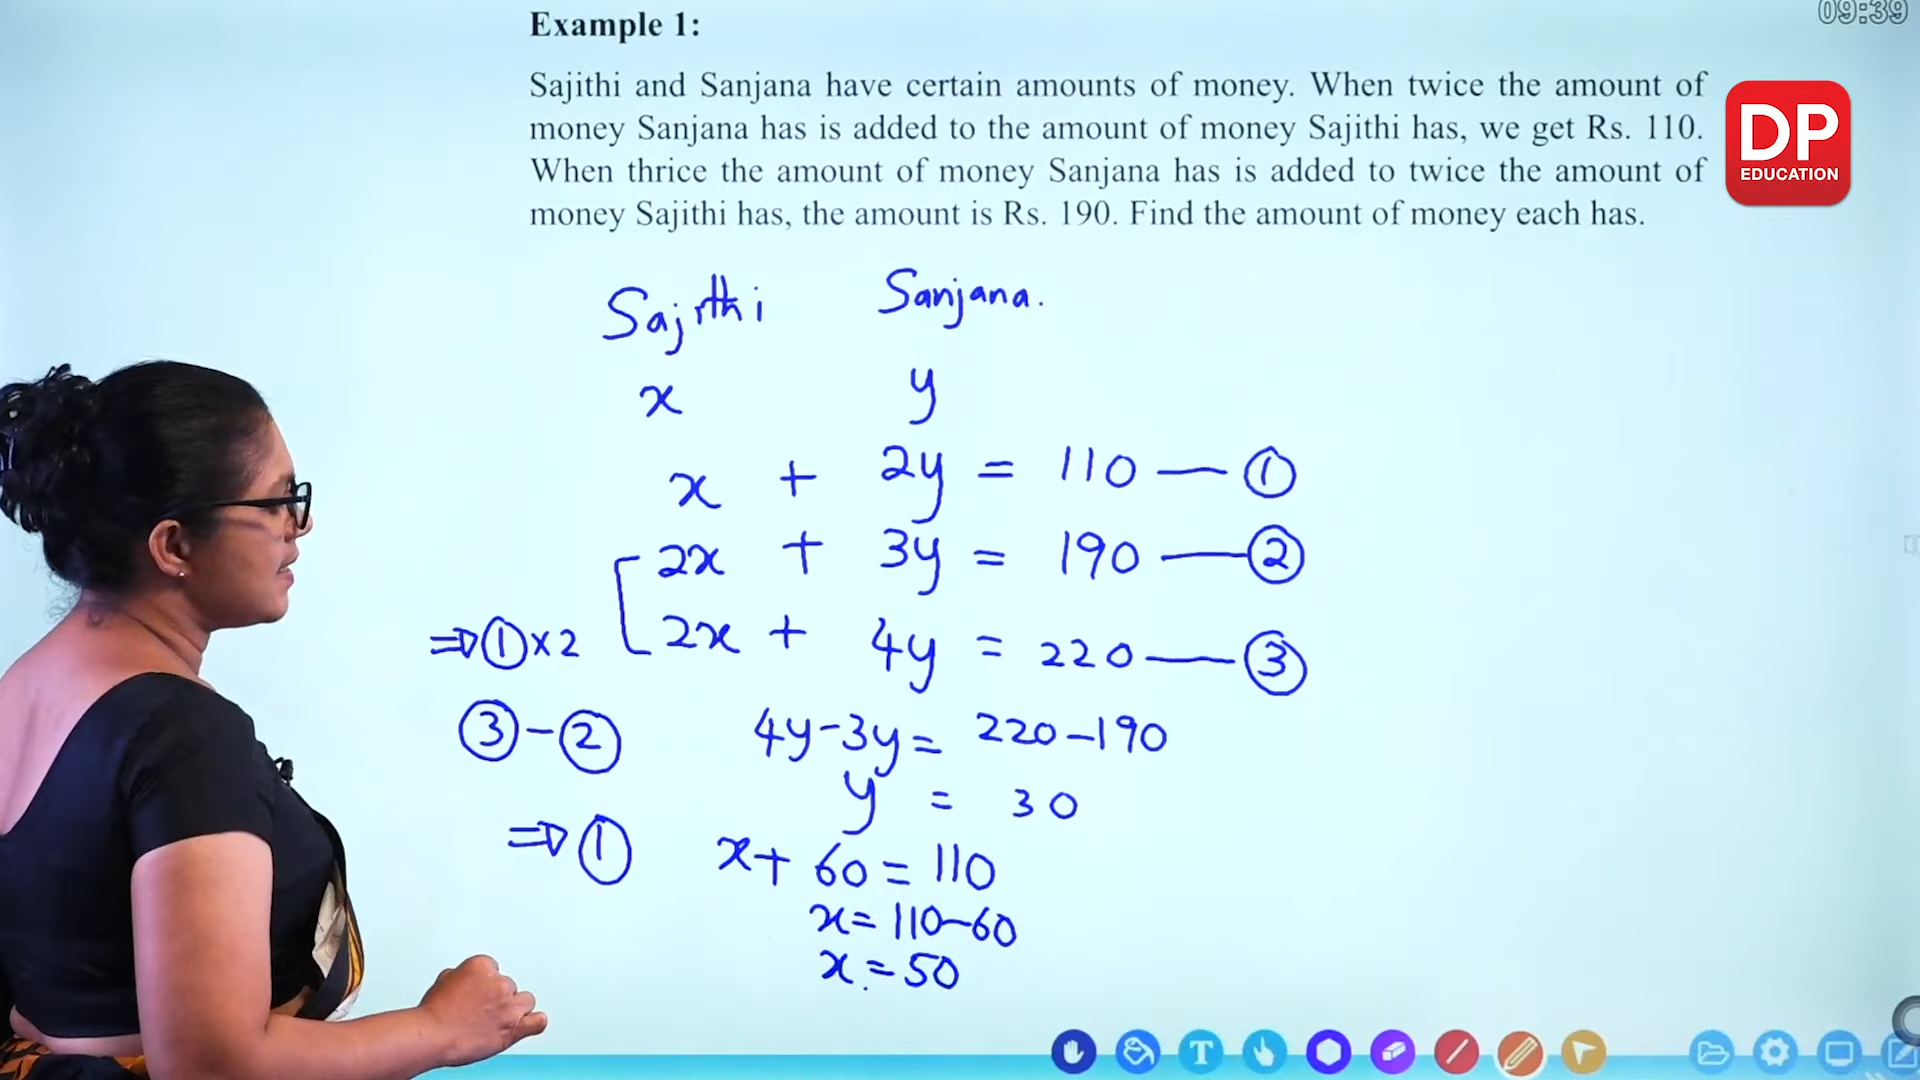 09:39
Example 1:
Sajithi and Sanjana have certain amounts of money. When twice the amount of
money Sanjana has is added to the amount of money Sajithi has, we get Rs. 110.
When thrice the amount of money Sanjana has is added to twice the amount of
money Sajithi has, the amount is Rs. 190. Find the amount of money each has.
DP
EDUCATION
Sajithi Sanjana.
x y
x + 2y = 110 — ①
2x + 3y = 190 — ②
⇒ ① × 2 2x + 4y = 220 — ③
③ - ② 4y - 3y = 220 - 190
y = 30
⇒ ① x + 60 = 110
x = 110 - 60
x = 50
T